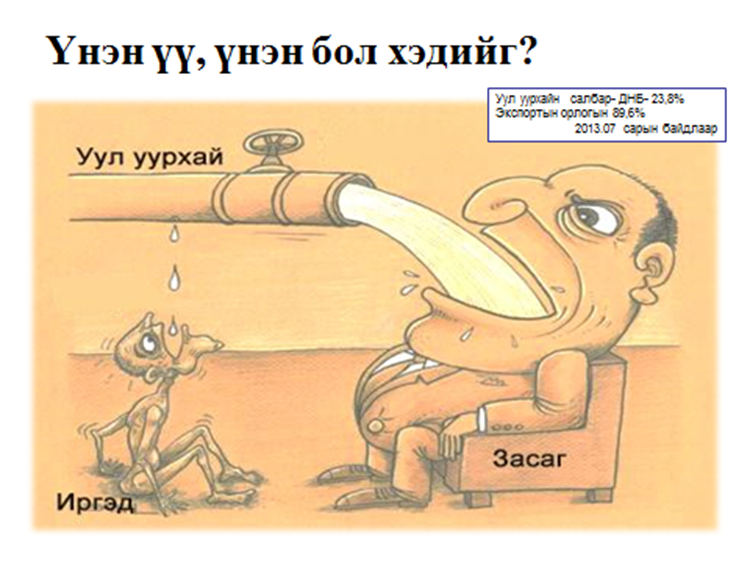 Үнэн үү, үнэн бол хэдийг?
Уул уурхайн салбар- ДНБ- 23,8%
Экспортын орлогын 89,6%
2013.07 сарын байдлаар
Уул уурхай
Засаг
Иргэд